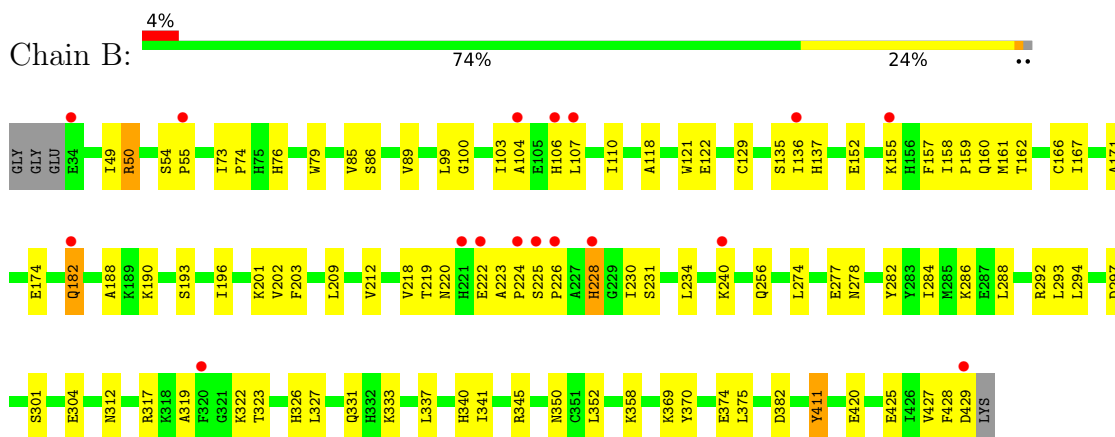 4%
Chain B:
74% 24% ••
GLY GLY GLU E34 I49 R50 S54 P55 I73 P74 H75 H76 W79 V85 S86 V89 L99 G100 I103 A104 E105 H106 L107 I110 A118 W121 E122 C129 S135 I136 H137 E152 K155 H156 F157 I158 P159 Q160 M161 T162 C166 I167 A171
E174 Q182 A188 K189 K190 S193 I196 K201 V202 F203 L209 V212 V218 T219 N220 H221 E222 A223 P224 S225 P226 A227 H228 G229 I230 S231 L234 K240 Q256 L274 E277 N278 Y282 Y283 I284 M285 K286 E287 L288 R292 L293 L294
S301 E304 N312 R317 K318 A319 F320 G321 K322 T323 H326 L327 Q331 H332 K333 L337 H340 I341 R345 N350 C351 L352 K358 K369 Y370 E374 L375 D382 Y411 E420 E425 I426 V427 F428 D429 LYS